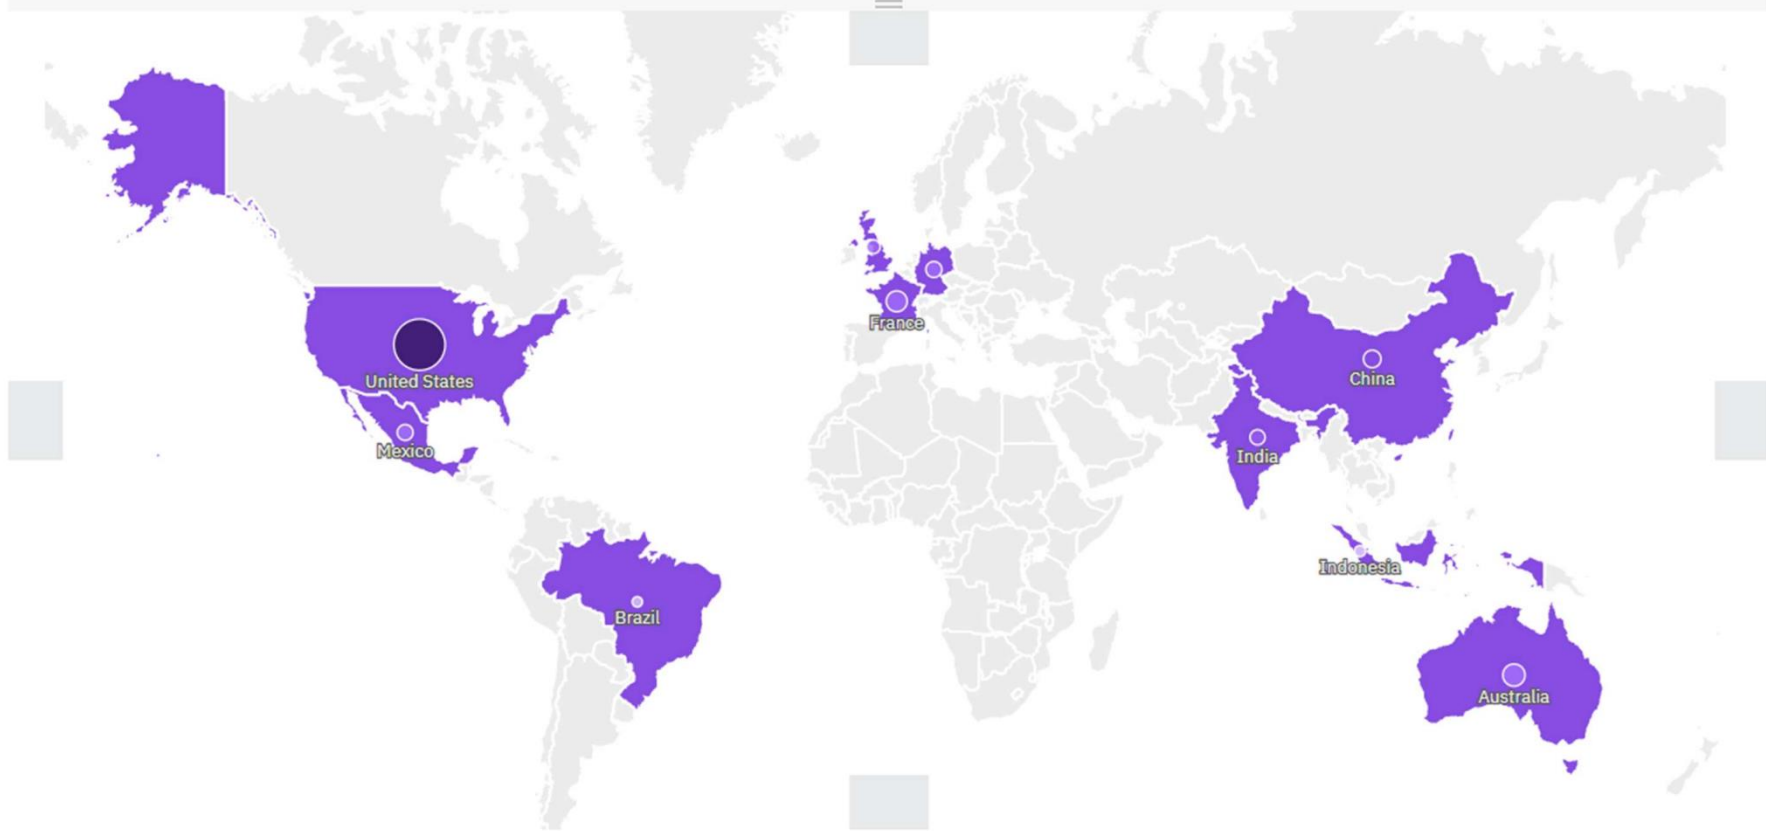 France
United States
China
Mexico
India
Indonesia
Brazil
Australia